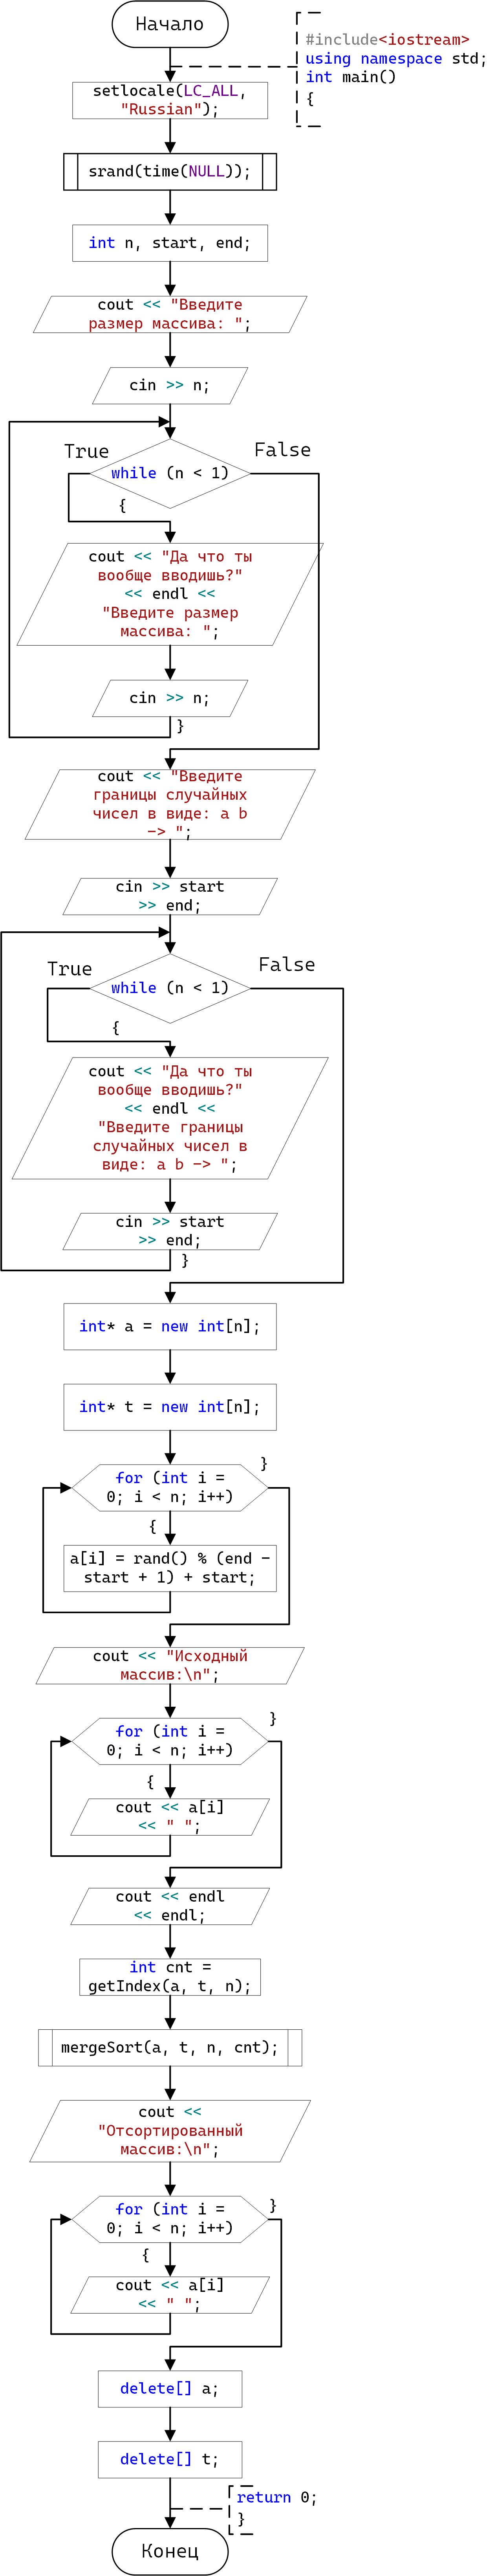 Начало
#include<iostream>
using namespace std;
int main()
{
setlocale(LC_ALL,
"Russian");
srand(time(NULL));
int n, start, end;
cout << "Введите
размер массива: ";
cin >> n;
True
False
while (n < 1)
{
cout << "Да что ты
вообще вводишь?"
<< endl <<
"Введите размер
массива: ";
cin >> n;
}
cout << "Введите
границы случайных
чисел в виде: a b
-> ";
cin >> start
>> end;
True
False
while (n < 1)
{
cout << "Да что ты
вообще вводишь?"
<< endl <<
"Введите границы
случайных чисел в
виде: a b -> ";
cin >> start
>> end;
}
int* a = new int[n];
int* t = new int[n];
}
for (int i =
0; i < n; i++)
{
a[i] = rand() % (end -
start + 1) + start;
cout << "Исходный
массив:\n";
}
for (int i =
0; i < n; i++)
{
cout << a[i]
<< " ";
cout << endl
<< endl;
int cnt =
getIndex(a, t, n);
mergeSort(a, t, n, cnt);
cout <<
"Отсортированный
массив:\n";
}
for (int i =
0; i < n; i++)
{
cout << a[i]
<< " ";
delete[] a;
delete[] t;
return 0;
}
Конец